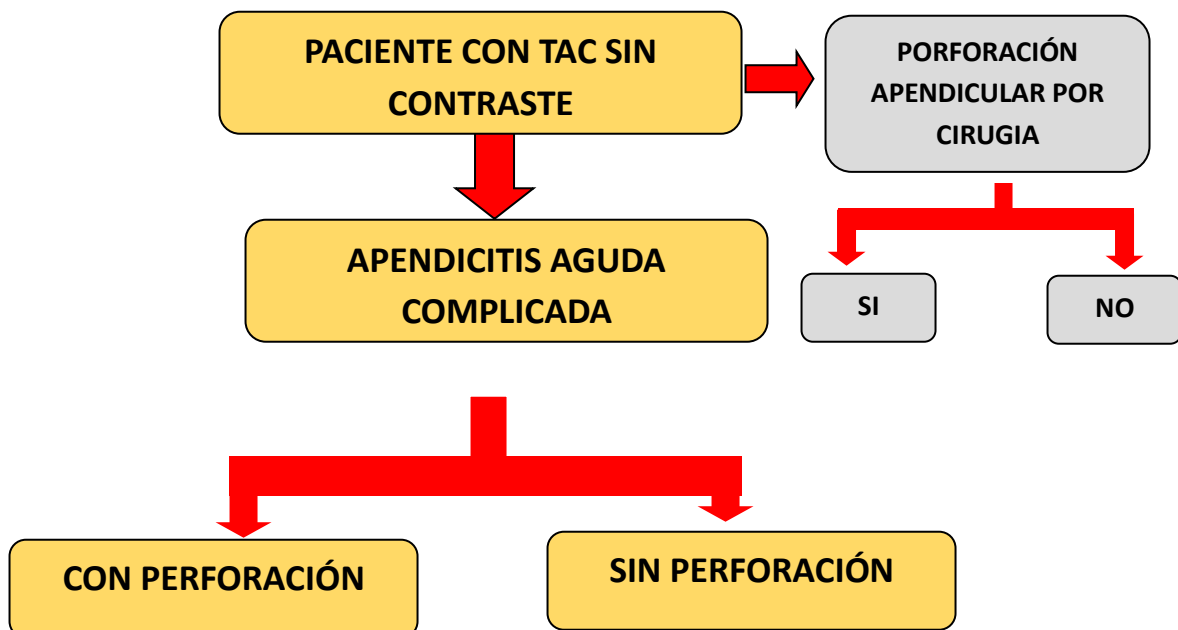 PACIENTE CON TAC SIN
CONTRASTE
PORFORACIÓN
APENDICULAR POR
CIRUGIA
APENDICITIS AGUDA
COMPLICADA
SI
NO
CON PERFORACIÓN
SIN PERFORACIÓN